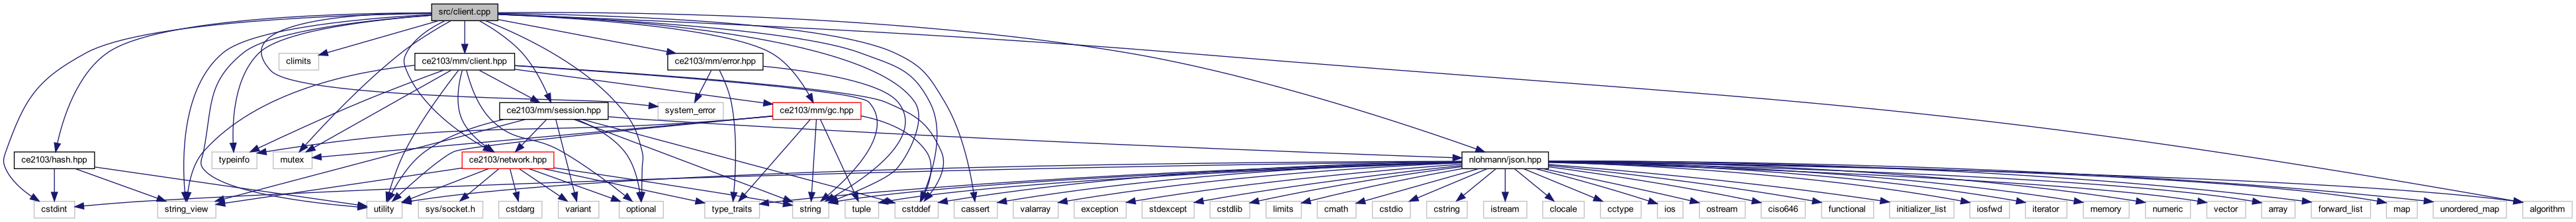 src/client.cpp
climits
ce2103/mm/client.hpp
ce2103/mm/error.hpp
ce2103/mm/session.hpp
system_error
ce2103/mm/gc.hpp
ce2103/hash.hpp
typeinfo
mutex
ce2103/network.hpp
nlohmann/json.hpp
cstdint
string_view
utility
sys/socket.h
cstdarg
variant
optional
type_traits
string
tuple
cstddef
cassert
valarray
exception
stdexcept
cstdlib
limits
cmath
cstdio
cstring
istream
clocale
cctype
ios
ostream
ciso646
functional
initializer_list
iosfwd
iterator
memory
numeric
vector
array
forward_list
map
unordered_map
algorithm